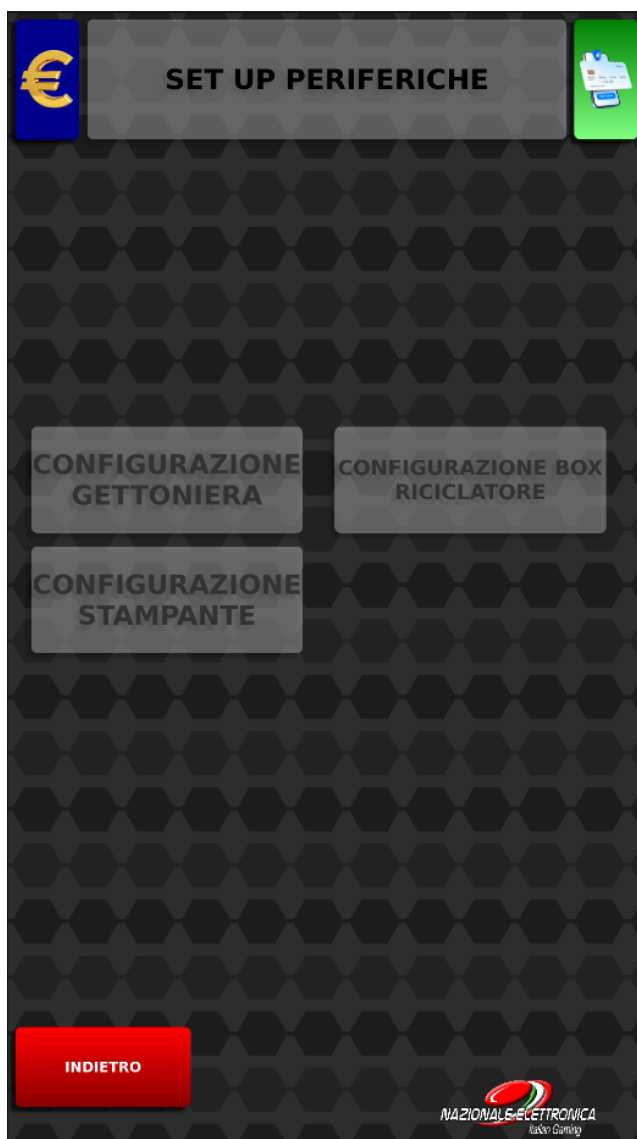 SET UP PERIFERICHE
CONFIGURAZIONE
GETTONIERA
CONFIGURAZIONE BOX
RICICLATORE
CONFIGURAZIONE
STAMPANTE
INDIETRO
NAZIONALE ELETTRONICA
Italian Gaming